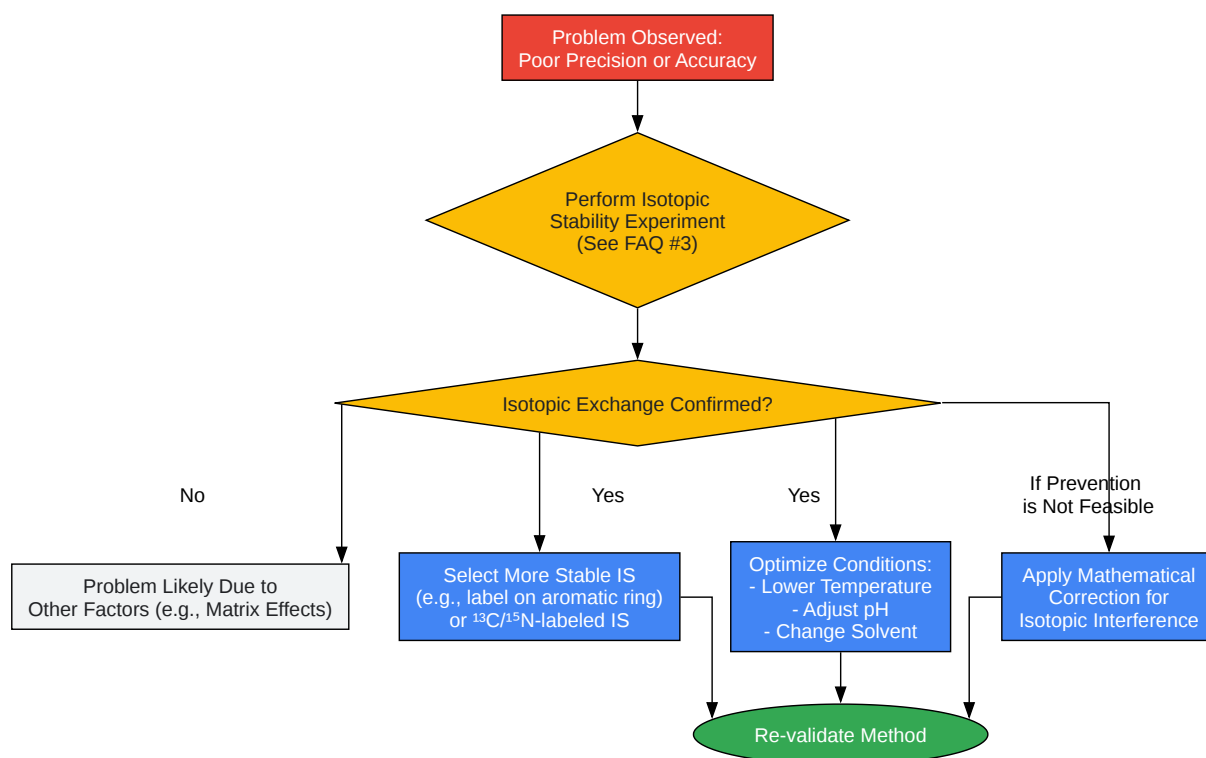 Problem Observed:
Poor Precision or Accuracy
Perform Isotopic
Stability Experiment
(See FAQ #3)
Isotopic Exchange Confirmed?
No
Yes
Yes
If Prevention
is Not Feasible
Problem Likely Due to
Other Factors (e.g., Matrix Effects)
Select More Stable IS
(e.g., label on aromatic ring)
or ¹³C/¹⁵N-labeled IS
Optimize Conditions:
- Lower Temperature
- Adjust pH
- Change Solvent
Apply Mathematical
Correction for
Isotopic Interference
Re-validate Method